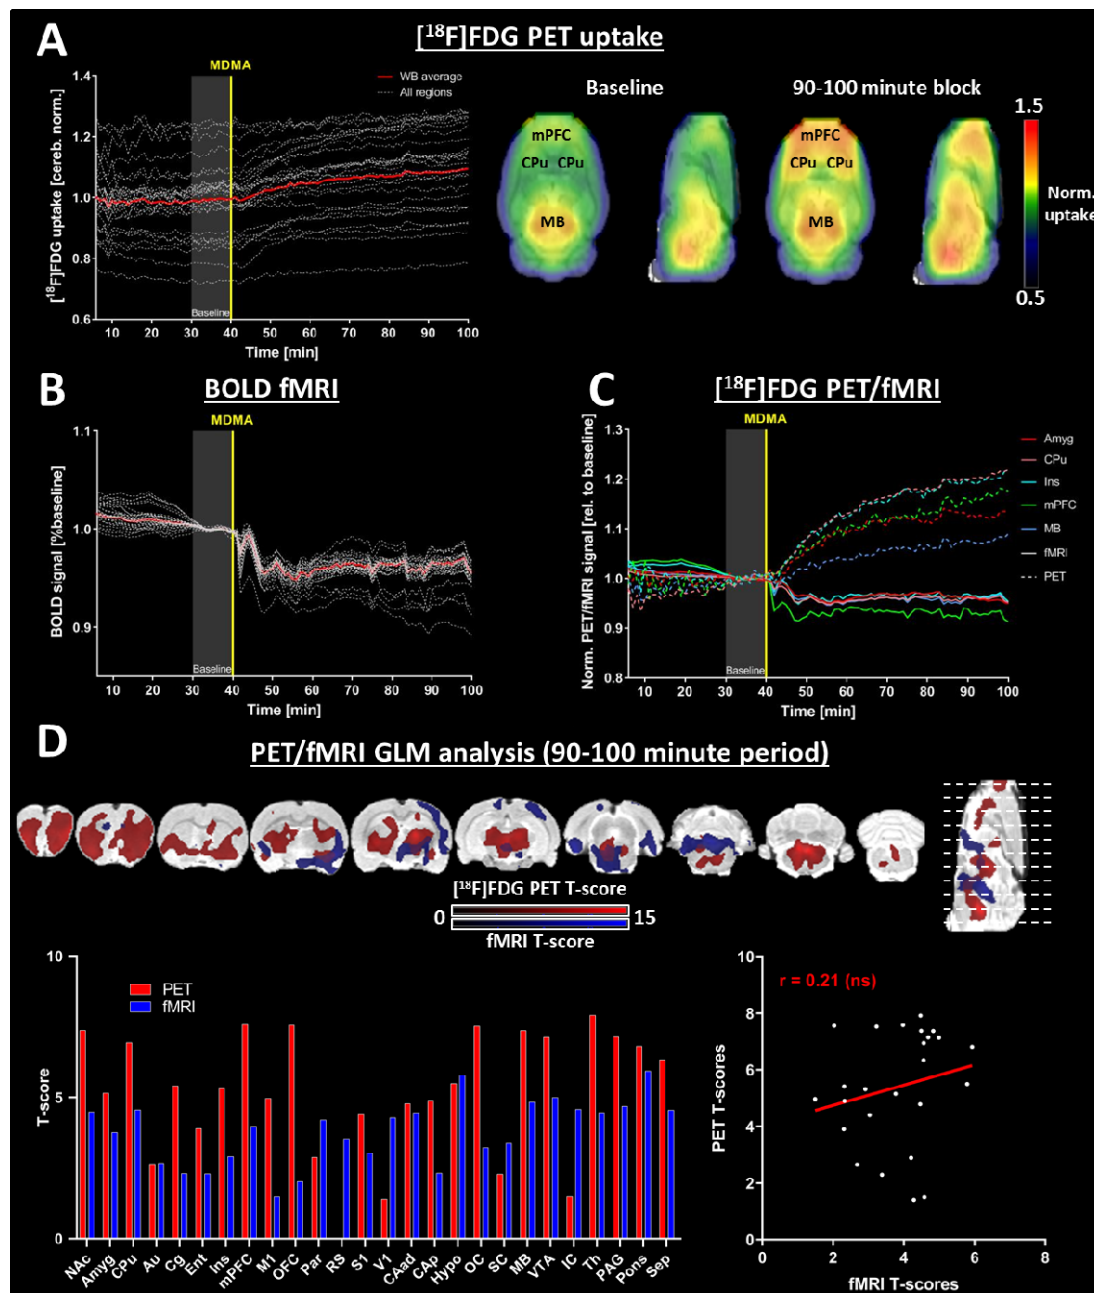 A
[18F]FDG PET uptake
MDMA
WB average
All regions
[18F]FDG uptake [cereb. norm.]
1.4
1.2
1.0
0.8
0.6
Baseline
10 20 30 40 50 60 70 80 90 100
Time [min]
Baseline
90-100 minute block
mPFC
CPu CPu
MB
mPFC
CPu CPu
MB
1.5
Norm.
uptake
0.5
B
BOLD fMRI
MDMA
BOLD signal [%baseline]
1.1
1.0
0.9
Baseline
10 20 30 40 50 60 70 80 90 100
Time [min]
C
[18F]FDG PET/fMRI
MDMA
Norm. PET/fMRI signal [rel. to baseline]
1.3
1.2
1.1
1.0
0.9
0.8
Baseline
10 20 30 40 50 60 70 80 90 100
Time [min]
Amyg
CPu
Ins
mPFC
MB
fMRI
PET
D
PET/fMRI GLM analysis (90-100 minute period)
[18F]FDG PET T-score
0 15
fMRI T-score
T-score
10
5
0
PET
fMRI
NAc Amyg CPu Au Cg Ent Ins mPFC M1 OFC Par RS S1 V1 CAad CAp Hypo OC SC MB VTA IC Th PAG Pons Sep
PET T-scores
10
8
6
4
2
0
r = 0.21 (ns)
0 2 4 6 8
fMRI T-scores